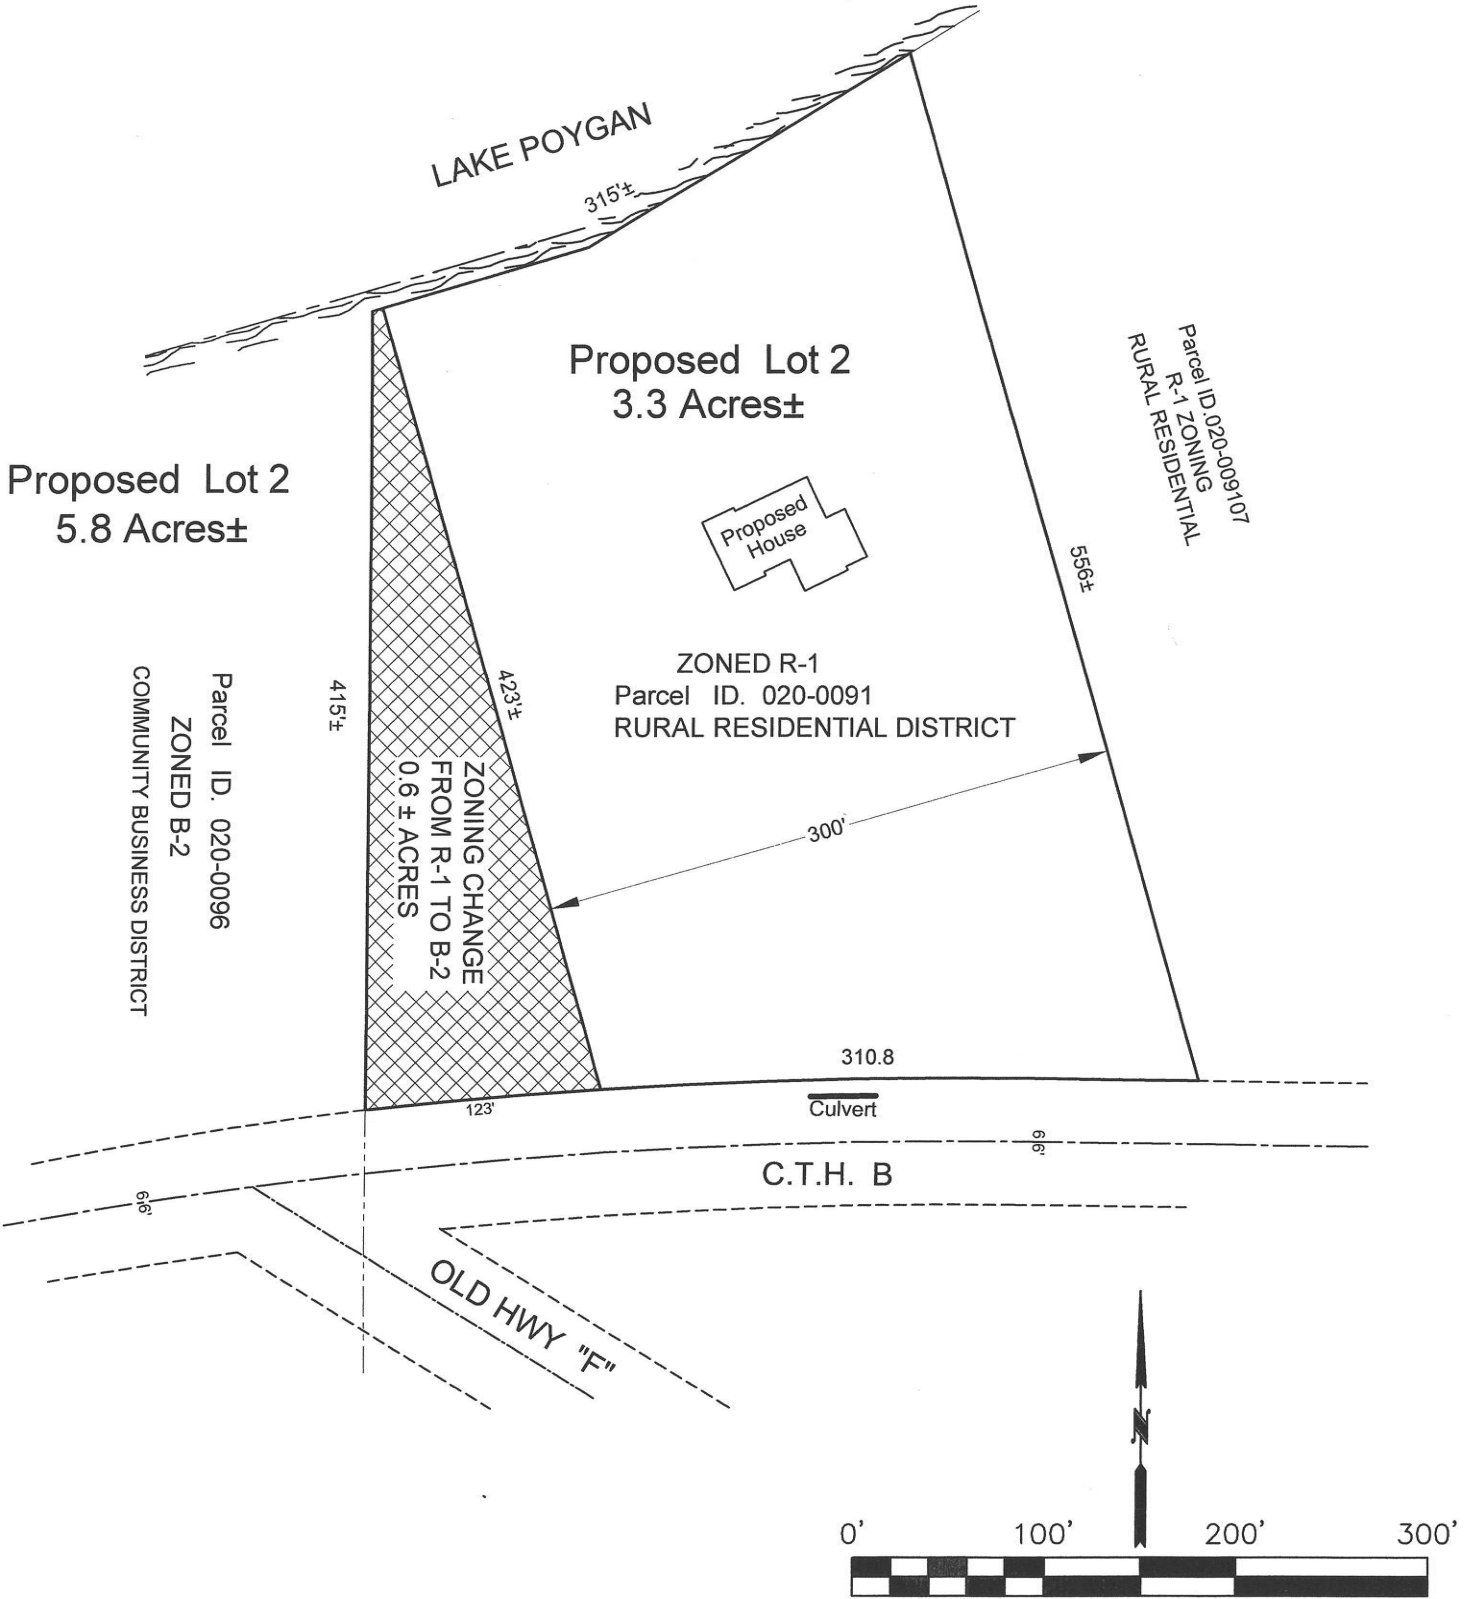 LAKE POYGAN
315'±
Proposed Lot 2
3.3 Acres±
Proposed Lot 2
5.8 Acres±
Parcel ID.020-009107
R-1 ZONING
RURAL RESIDENTIAL
Proposed
House
556±
ZONED R-1
Parcel ID. 020-0091
RURAL RESIDENTIAL DISTRICT
415'±
423'±
Parcel ID. 020-0096
ZONED B-2
COMMUNITY BUSINESS DISTRICT
ZONING CHANGE
FROM R-1 TO B-2
0.6 ± ACRES
300'
310.8
123'
Culvert
66'
C.T.H. B
66'
OLD HWY "F"
N
0' 100' 200' 300'